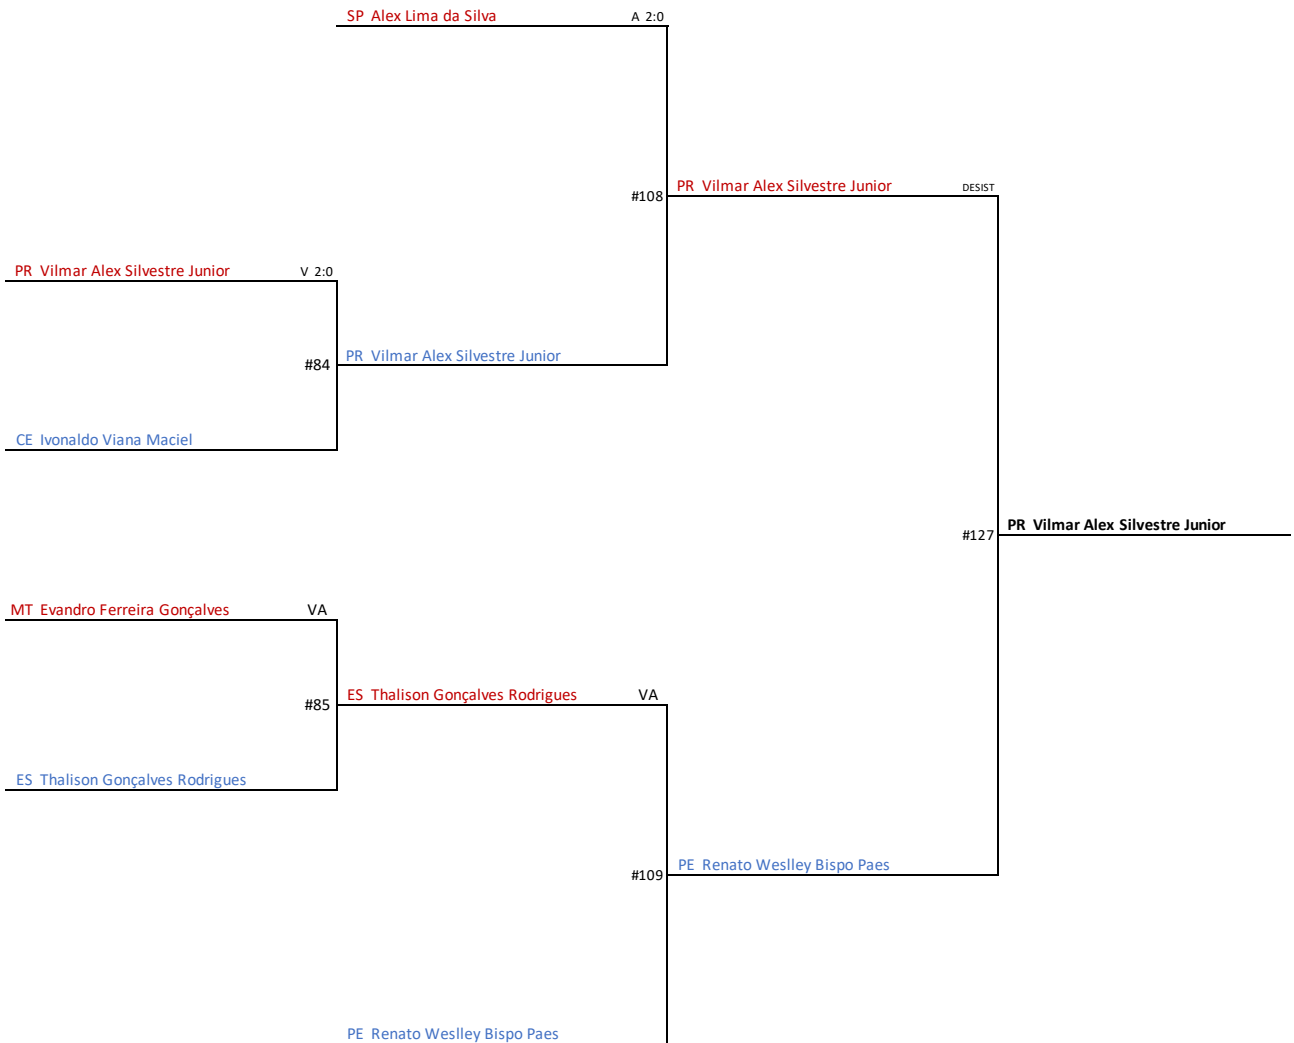 SP Alex Lima da Silva A 2:0
PR Vilmar Alex Silvestre Junior DESIST
#108
PR Vilmar Alex Silvestre Junior V 2:0
PR Vilmar Alex Silvestre Junior
#84
CE Ivonaldo Viana Maciel
PR Vilmar Alex Silvestre Junior
#127
MT Evandro Ferreira Gonçalves VA
ES Thalison Gonçalves Rodrigues VA
#85
ES Thalison Gonçalves Rodrigues
PE Renato Weslley Bispo Paes
#109
PE Renato Weslley Bispo Paes